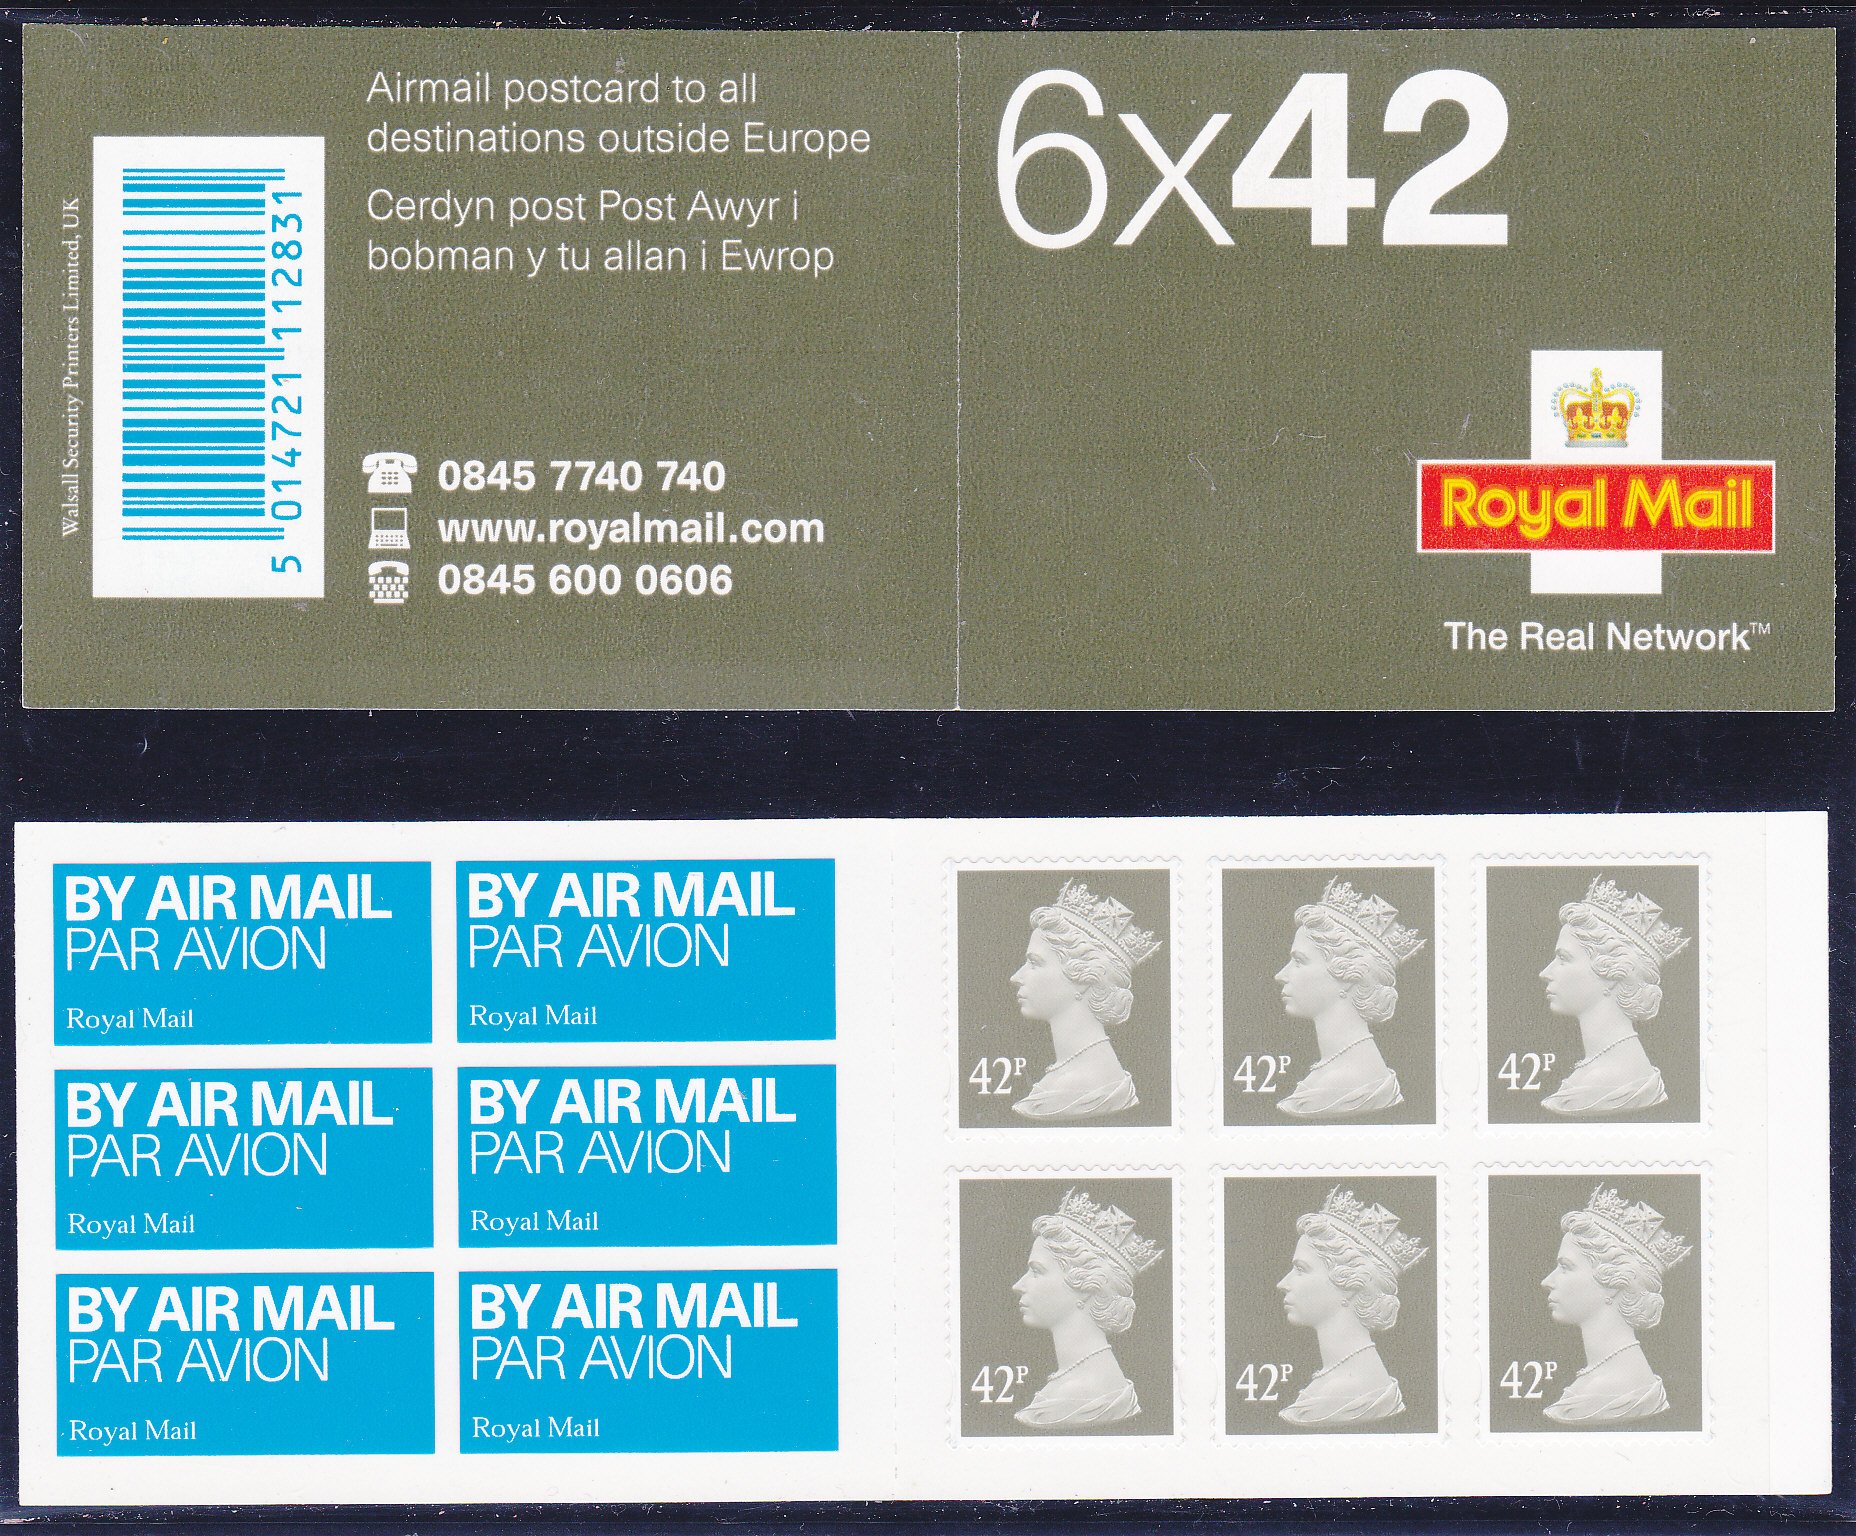 Walsall Security Printers Limited, UK
5 014721 112831
Airmail postcard to all
destinations outside Europe
Cerdyn post Post Awyr i
bobman y tu allan i Ewrop
0845 7740 740
www.royalmail.com
0845 600 0606
6x42
Royal Mail
The Real Network™
BY AIR MAIL
PAR AVION
Royal Mail
BY AIR MAIL
PAR AVION
Royal Mail
BY AIR MAIL
PAR AVION
Royal Mail
BY AIR MAIL
PAR AVION
Royal Mail
BY AIR MAIL
PAR AVION
Royal Mail
BY AIR MAIL
PAR AVION
Royal Mail
42P
42P
42P
42P
42P
42P